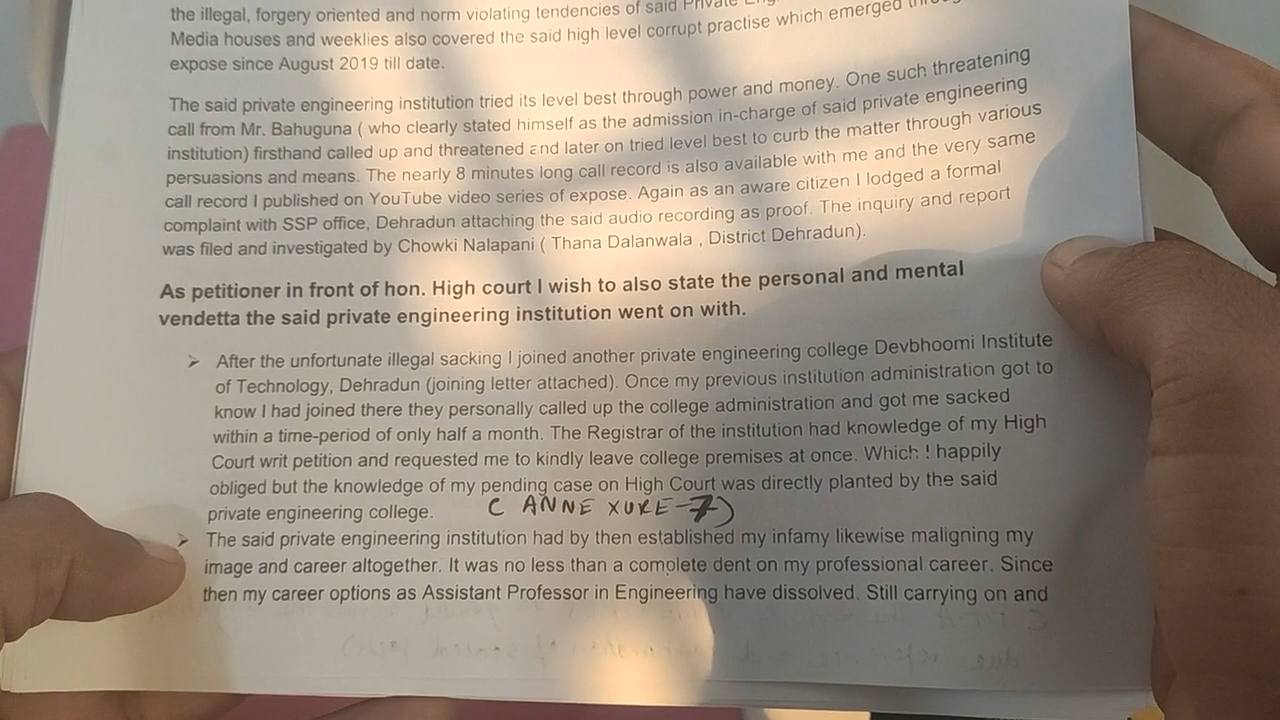 the illegal, forgery oriented and norm violating tendencies of said Private
Media houses and weeklies also covered the said high level corrupt practise which emerged
expose since August 2019 till date.
The said private engineering institution tried its level best through power and money. One such threatening
call from Mr. Bahuguna ( who clearly stated himself as the admission in-charge of said private engineering
institution) firsthand called up and threatened and later on tried level best to curb the matter through various
persuasions and means. The nearly 8 minutes long call record is also available with me and the very same
call record I published on YouTube video series of expose. Again as an aware citizen I lodged a formal
complaint with SSP office, Dehradun attaching the said audio recording as proof. The inquiry and report
was filed and investigated by Chowki Nalapani ( Thana Dalanwala , District Dehradun).
As petitioner in front of hon. High court I wish to also state the personal and mental
vendetta the said private engineering institution went on with.
➢ After the unfortunate illegal sacking I joined another private engineering college Devbhoomi Institute
of Technology, Dehradun (joining letter attached). Once my previous institution administration got to
know I had joined there they personally called up the college administration and got me sacked
within a time-period of only half a month. The Registrar of the institution had knowledge of my High
Court writ petition and requested me to kindly leave college premises at once. Which I happily
obliged but the knowledge of my pending case on High Court was directly planted by the said
private engineering college. ( ANNEXURE-7)
➢ The said private engineering institution had by then established my infamy likewise maligning my
image and career altogether. It was no less than a complete dent on my professional career. Since
then my career options as Assistant Professor in Engineering have dissolved. Still carrying on and